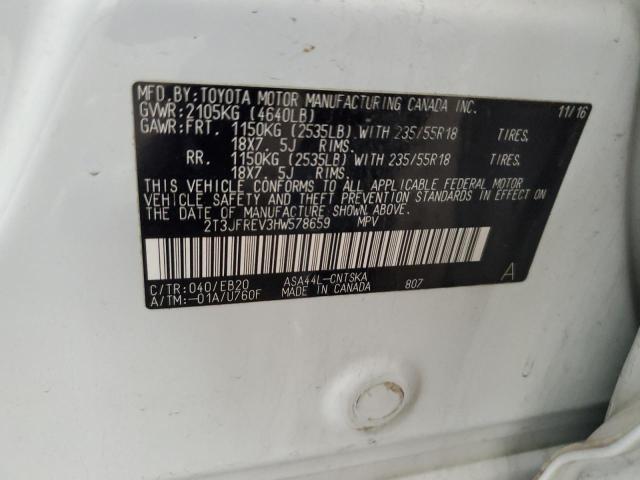 MFD.BY:TOYOTA MOTOR MANUFACTURING CANADA INC.
GVWR:2105KG (4640LB) 11/16
GAWR:FRT. 1150KG (2535LB) WITH 235/55R18 TIRES.
18X7. 5J RIMS.
RR. 1150KG (2535LB) WITH 235/55R18 TIRES.
18X7. 5J RIMS.
THIS VEHICLE CONFORMS TO ALL APPLICABLE FEDERAL MOTOR
VEHICLE SAFETY AND THEFT PREVENTION STANDARDS IN EFFECT ON
THE DATE OF MANUFACTURE SHOWN ABOVE.
2T3JFREV3HW578659 MPV
C/TR:040/EB20 ASA44L-CNTSKA 807 A
A/TM:-01A/U760F MADE IN CANADA